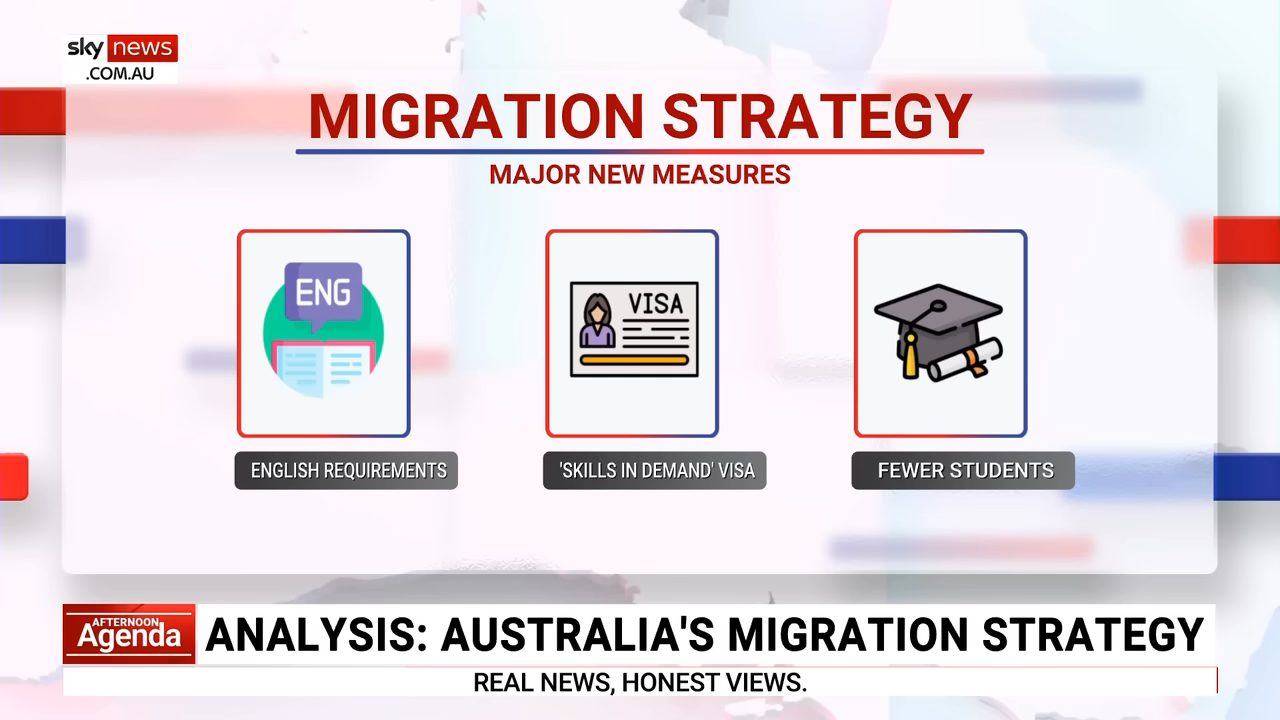 sky news
.COM.AU
MIGRATION STRATEGY
MAJOR NEW MEASURES
ENG
VISA
ENGLISH REQUIREMENTS
'SKILLS IN DEMAND' VISA
FEWER STUDENTS
AFTERNOON
Agenda
ANALYSIS: AUSTRALIA'S MIGRATION STRATEGY
REAL NEWS, HONEST VIEWS.